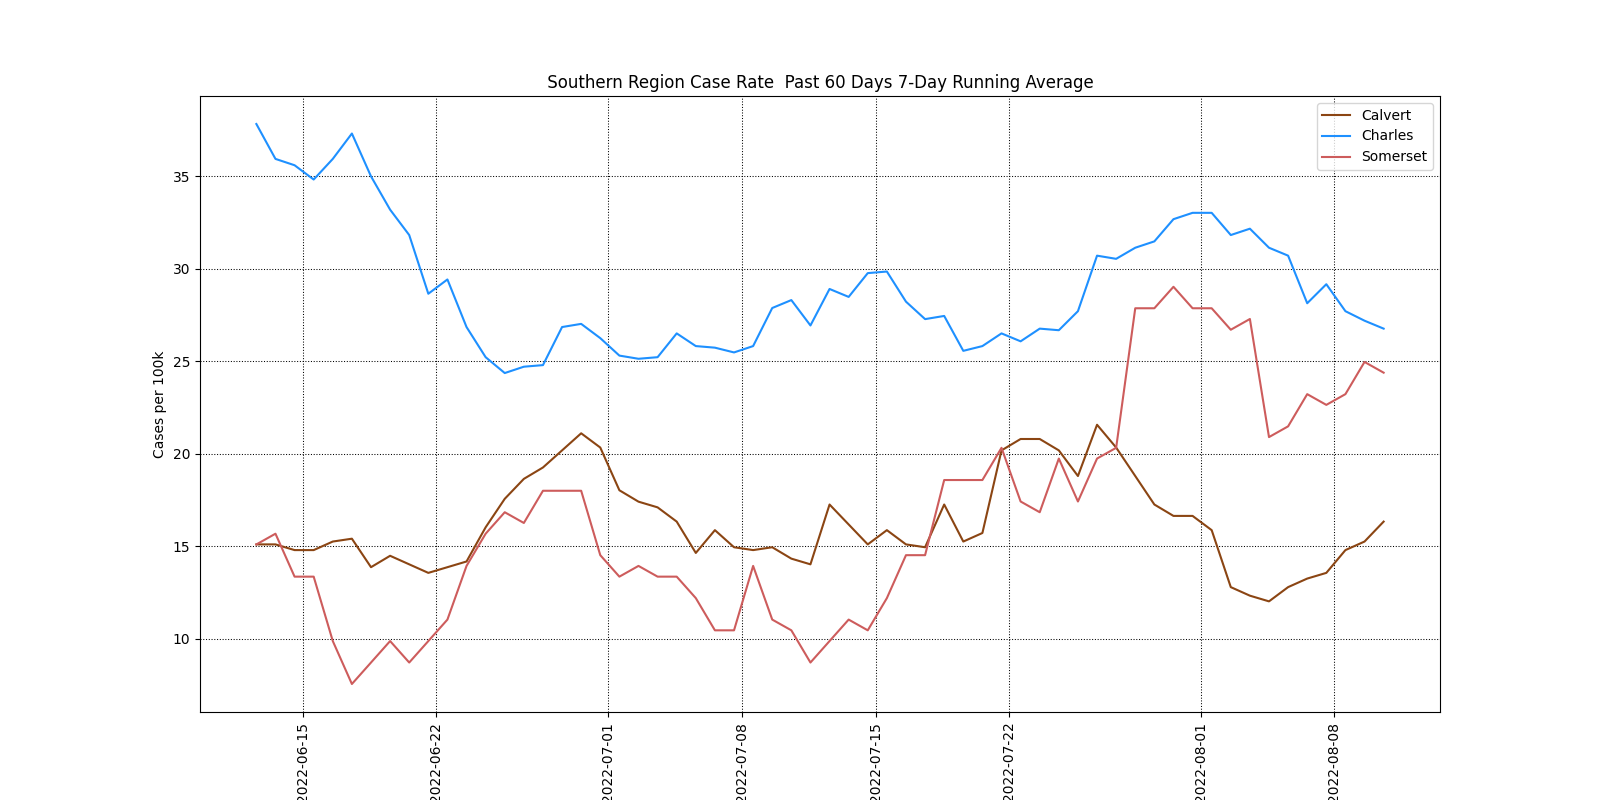 Southern Region Case Rate  Past 60 Days 7-Day Running Average
Calvert
Charles
Somerset
Cases per 100k
35
30
25
20
15
10
2022-06-15
2022-06-22
2022-07-01
2022-07-08
2022-07-15
2022-07-22
2022-08-01
2022-08-08